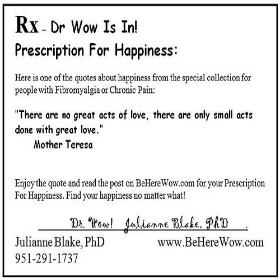 Rx – Dr Wow Is In!
Prescription For Happiness:
Here is one of the quotes about happiness from the special collection for
people with Fibromyalgia or Chronic Pain:
"There are no great acts of love, there are only small acts
done with great love."
Mother Teresa
Enjoy the quote and read the post on BeHereWow.com for your Prescription
For Happiness. Find your happiness no matter what!
Dr. Wow! Julianne Blake, PhD .
Julianne Blake, PhD www.BeHereWow.com
951-291-1737